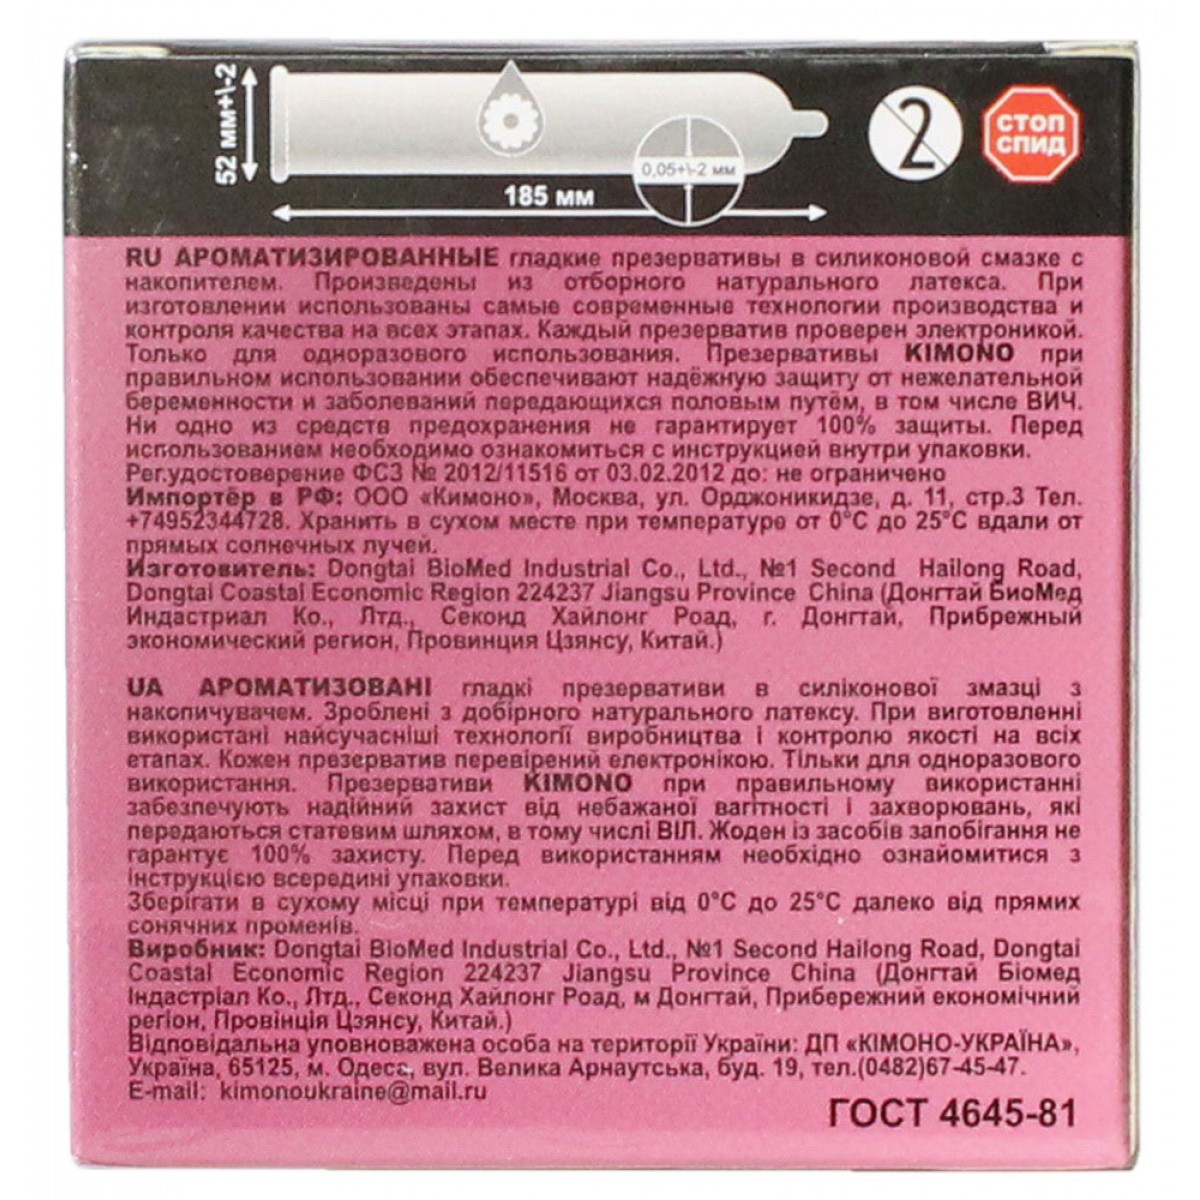 52 мм+\-2
185 мм
0,05+\-2 мм
2
СТОП
СПИД
RU АРОМАТИЗИРОВАННЫЕ гладкие презервативы в силиконовой смазке с
накопителем. Произведены из отборного натурального латекса. При
изготовлении использованы самые современные технологии производства и
контроля качества на всех этапах. Каждый презерватив проверен электроникой.
Только для одноразового использования. Презервативы KIMONO при
правильном использовании обеспечивают надёжную защиту от нежелательной
беременности и заболеваний передающихся половым путём, в том числе ВИЧ.
Ни одно из средств предохранения не гарантирует 100% защиты. Перед
использованием необходимо ознакомиться с инструкцией внутри упаковки.
Рег.удостоверение ФСЗ № 2012/11516 от 03.02.2012 до: не ограничено
Импортёр в РФ: ООО «Кимоно», Москва, ул. Орджоникидзе, д. 11, стр.3 Тел.
+74952344728. Хранить в сухом месте при температуре от 0°С до 25°С вдали от
прямых солнечных лучей.
Изготовитель: Dongtai BioMed Industrial Co., Ltd., №1 Second Hailong Road,
Dongtai Coastal Economic Region 224237 Jiangsu Province China (Донгтай БиоМед
Индастриал Ко., Лтд., Секонд Хайлонг Роад, г. Донгтай, Прибрежный
экономический регион, Провинция Цзянсу, Китай.)
UA АРОМАТИЗОВАНІ гладкі презервативи в силіконової змазці з
накопичувачем. Зроблені з добірного натурального латексу. При виготовленні
використані найсучасніші технології виробництва і контролю якості на всіх
етапах. Кожен презерватив перевірений електронікою. Тільки для одноразового
використання. Презервативи KIMONO при правильному використанні
забезпечують надійний захист від небажаної вагітності і захворювань, які
передаються статевим шляхом, в тому числі ВІЛ. Жоден із засобів запобігання не
гарантує 100% захисту. Перед використанням необхідно ознайомитися з
інструкцією всередині упаковки.
Зберігати в сухому місці при температурі від 0°С до 25°С далеко від прямих
сонячних променів.
Виробник: Dongtai BioMed Industrial Co., Ltd., №1 Second Hailong Road, Dongtai
Coastal Economic Region 224237 Jiangsu Province China (Донгтай Біомед
Індастріал Ко., Лтд., Секонд Хайлонг Роад, м Донгтай, Прибережний економічний
регіон, Провінція Цзянсу, Китай.)
Відповідальна уповноважена особа на території України: ДП «КІМОНО-УКРАЇНА»,
Україна, 65125, м. Одеса, вул. Велика Арнаутська, буд. 19, тел.(0482)67-45-47.
E-mail: kimonoukraine@mail.ru
ГОСТ 4645-81